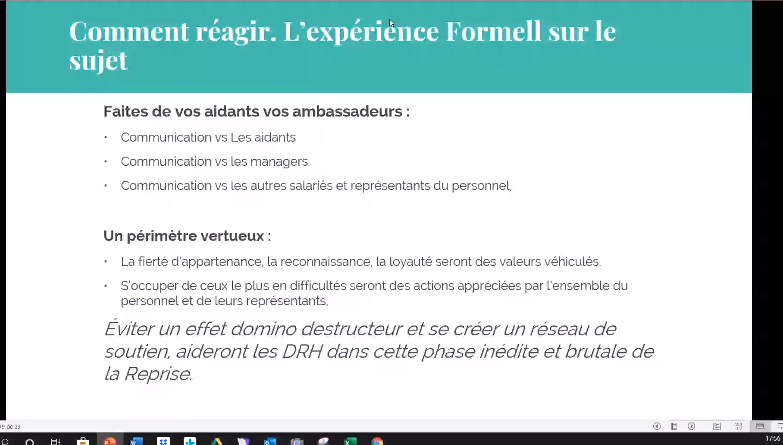 Comment réagir. L'expérience Formell sur le
sujet
Faites de vos aidants vos ambassadeurs :
• Communication vs Les aidants
• Communication vs les managers
• Communication vs les autres salariés et représentants du personnel,
Un périmètre vertueux :
• La fierté d'appartenance, la reconnaissance, la loyauté seront des valeurs véhiculés.
• S'occuper de ceux le plus en difficultés seront des actions appréciées par l'ensemble du
personnel et de leurs représentants,
Éviter un effet domino destructeur et se créer un réseau de
soutien, aideront les DRH dans cette phase inédite et brutale de
la Reprise.